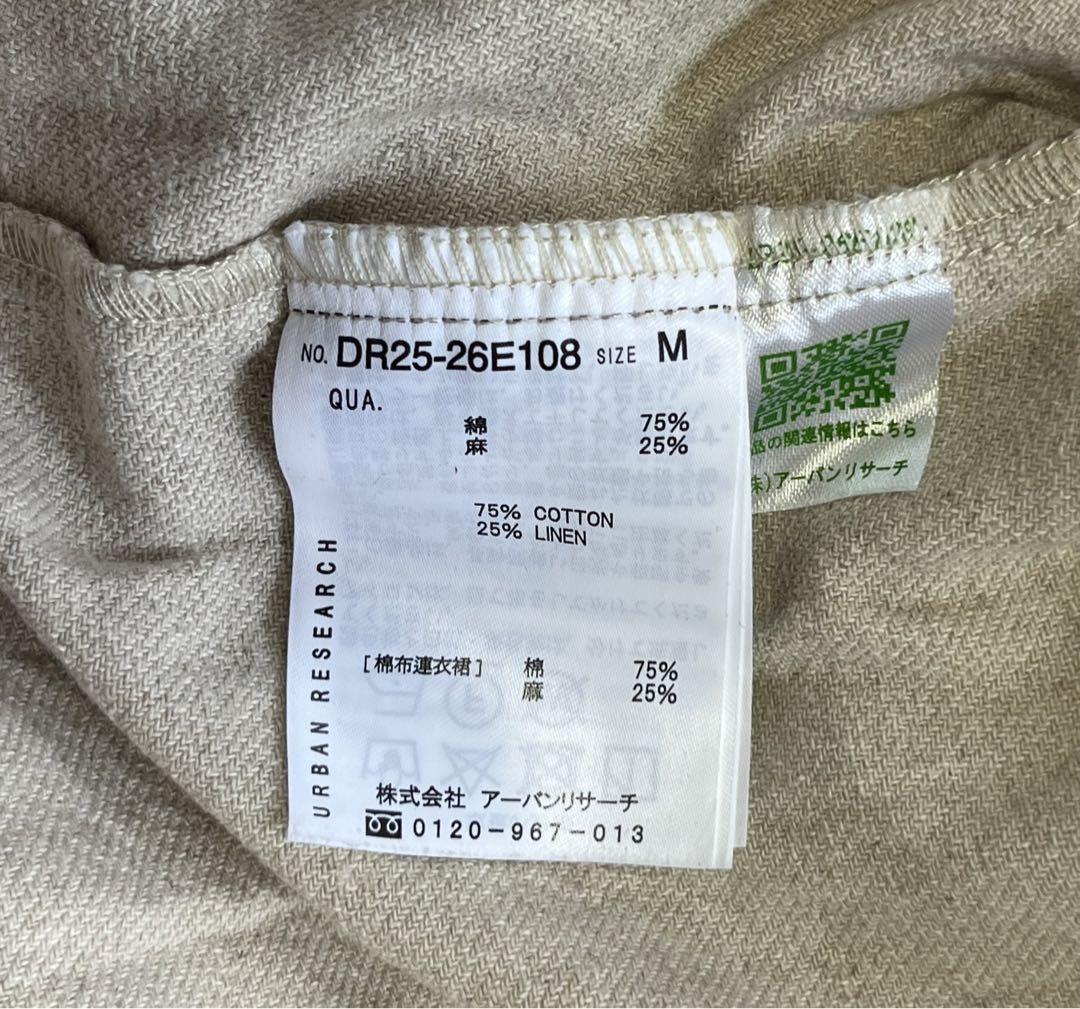 NO. DR25-26E108 SIZE M
QUA.
綿 75%
麻 25%
75% COTTON
25% LINEN
URBAN RESEARCH
[棉布連衣裙] 棉 75%
麻 25%
株式会社 アーバンリサーチ
0120-967-013
品の関連情報はこちら
株)アーバンリサーチ